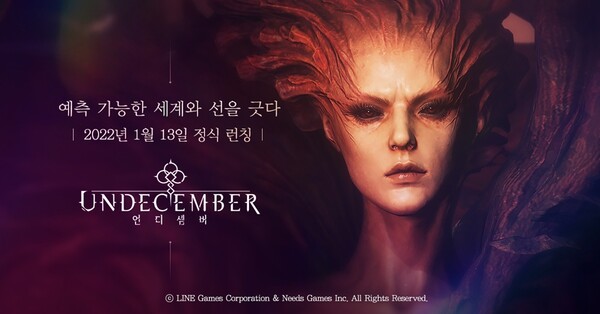 예측 가능한 세계와 선을 긋다
| 2022년 1월 13일 정식 런칭 |
UNDECEMBER
언디셈버
ⓒ LINE Games Corporation & Needs Games Inc. All Rights Reserved.